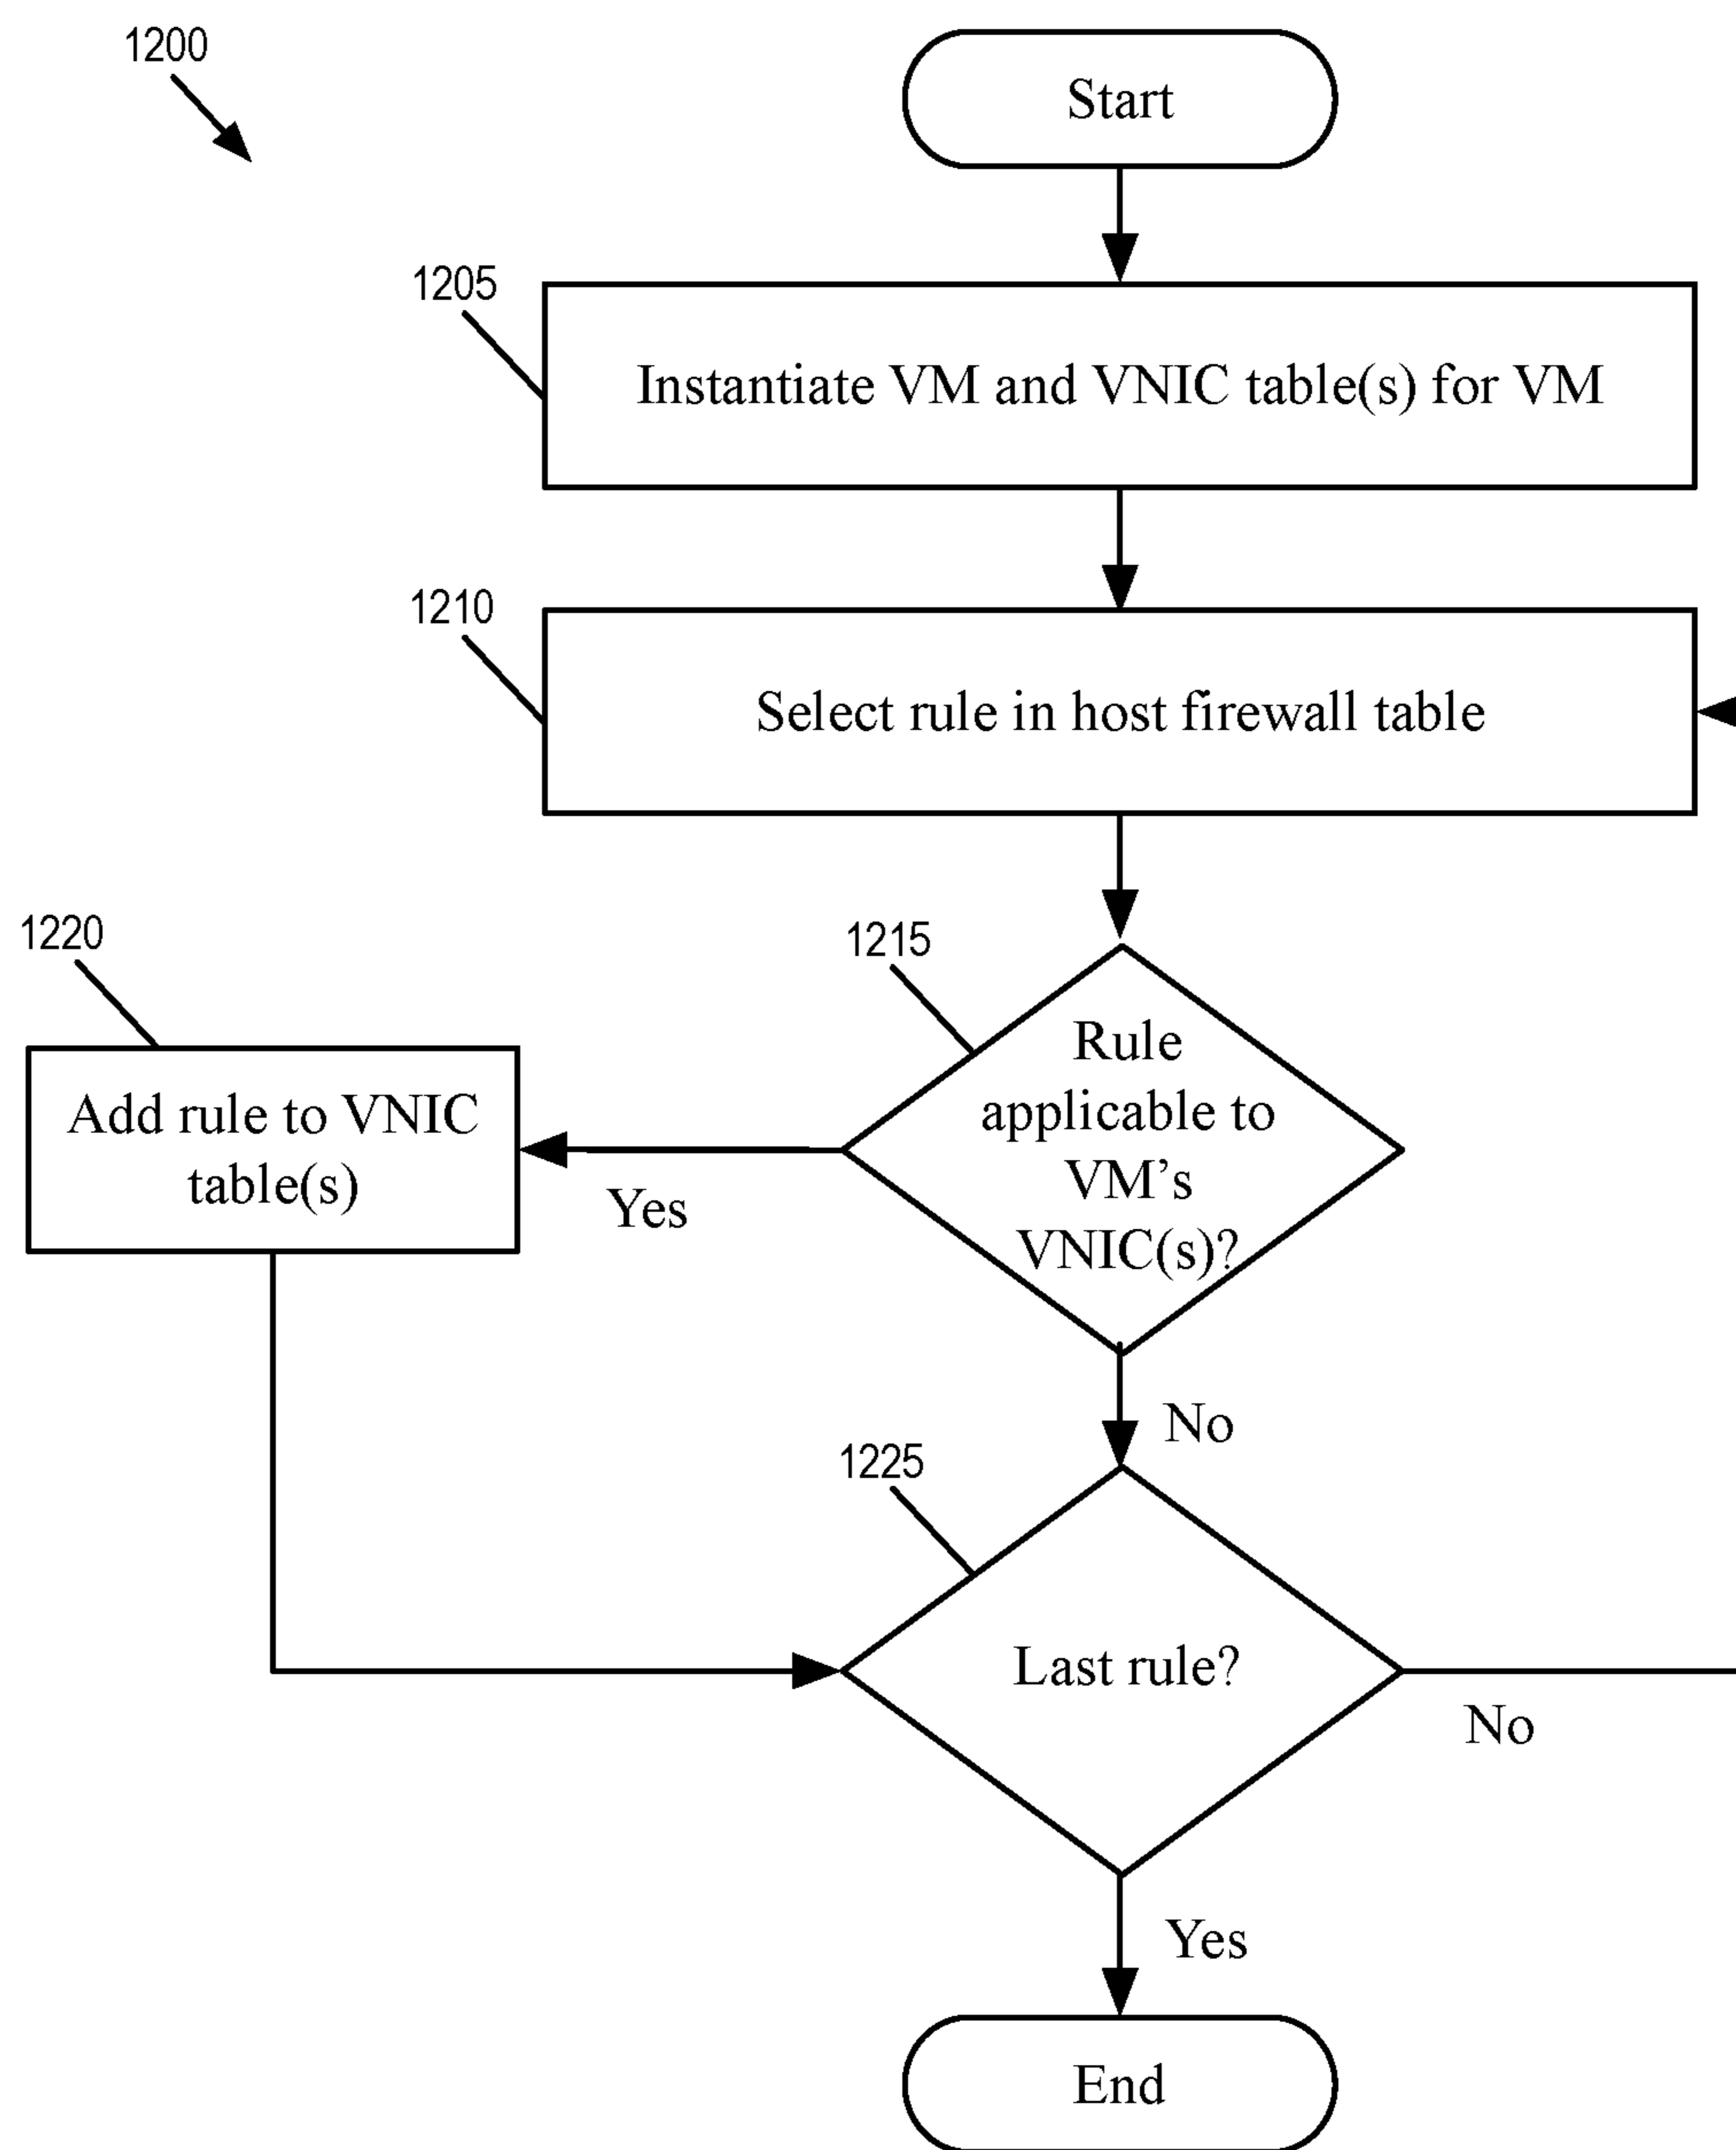 1200
Start
1205
Instantiate VM and VNIC table(s) for VM
1210
Select rule in host firewall table
1220
1215
Rule
applicable to
VM's
VNIC(s)?
Add rule to VNIC
table(s)
Yes
No
1225
Last rule?
No
Yes
End